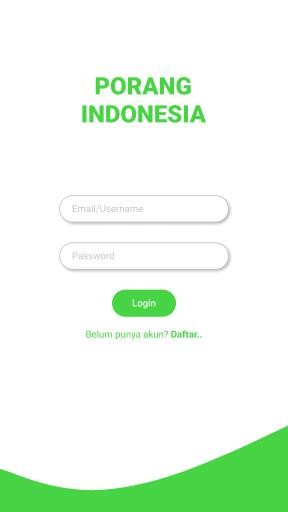 PORANG
INDONESIA
Email/Username
Password
Login
Belum punya akun? Daftar..